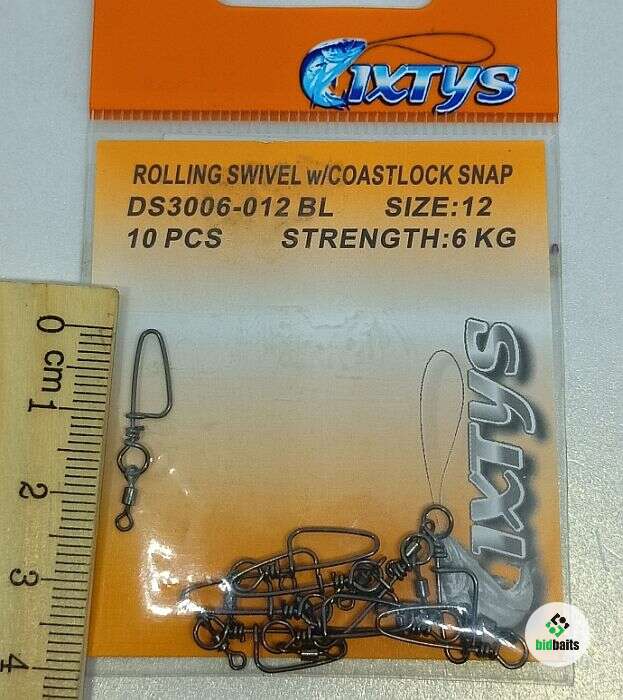 IXTYS
ROLLING SWIVEL w/COASTLOCK SNAP
DS3006-012 BL SIZE:12
10 PCS STRENGTH:6 KG
0 cm 1 2 3 4
IXTYS
bidbaits